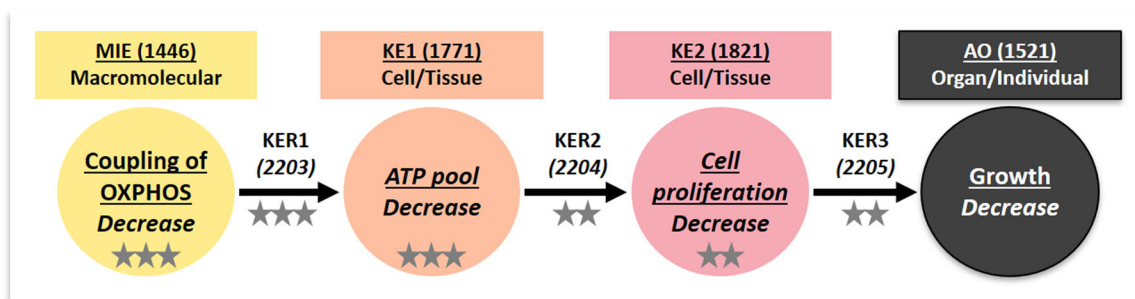 MIE (1446)
Macromolecular
KE1 (1771)
Cell/Tissue
KE2 (1821)
Cell/Tissue
AO (1521)
Organ/Individual
Coupling of
OXPHOS
Decrease
KER1
(2203)
ATP pool
Decrease
KER2
(2204)
Cell
proliferation
Decrease
KER3
(2205)
Growth
Decrease